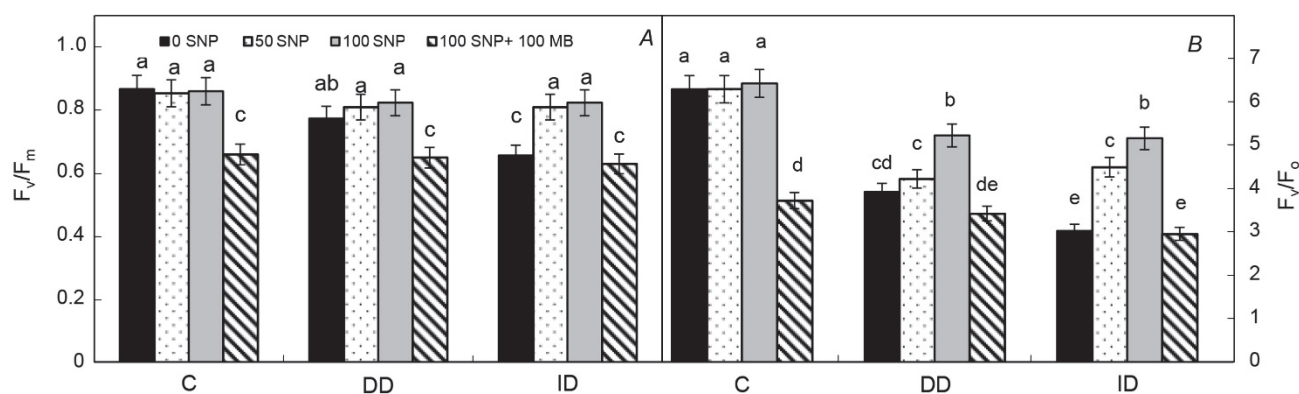 Fv/Fm
1.0
0.8
0.6
0.4
0.2
0
0 SNP 50 SNP 100 SNP 100 SNP+ 100 MB
A
a a a c
ab a a c
c a a c
C DD ID
B
a a a d
cd c b de
e c b e
C DD ID
7
6
5
4
3
2
1
0
Fv/Fo